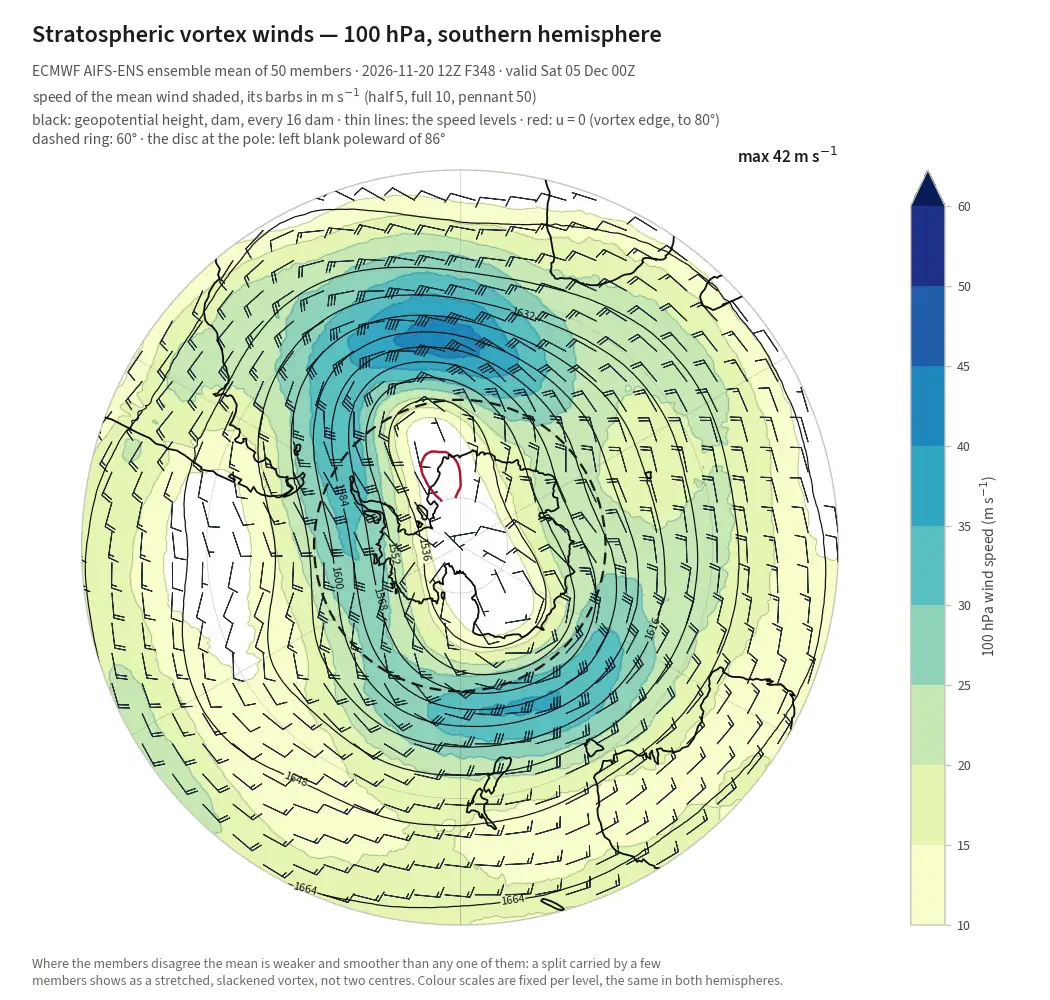 Stratospheric vortex winds — 100 hPa, southern hemisphere
ECMWF AIFS-ENS ensemble mean of 50 members · 2026-11-20 12Z F348 · valid Sat 05 Dec 00Z
speed of the mean wind shaded, its barbs in m s⁻¹ (half 5, full 10, pennant 50)
black: geopotential height, dam, every 16 dam · thin lines: the speed levels · red: u = 0 (vortex edge, to 80°)
dashed ring: 60° · the disc at the pole: left blank poleward of 86°
max 42 m s⁻¹
60
50
45
40
35
30
25
20
15
10
100 hPa wind speed (m s⁻¹)
1632
1584
1536
1552
1600
1568
1616
1648
1664
1664
Where the members disagree the mean is weaker and smoother than any one of them: a split carried by a few
members shows as a stretched, slackened vortex, not two centres. Colour scales are fixed per level, the same in both hemispheres.